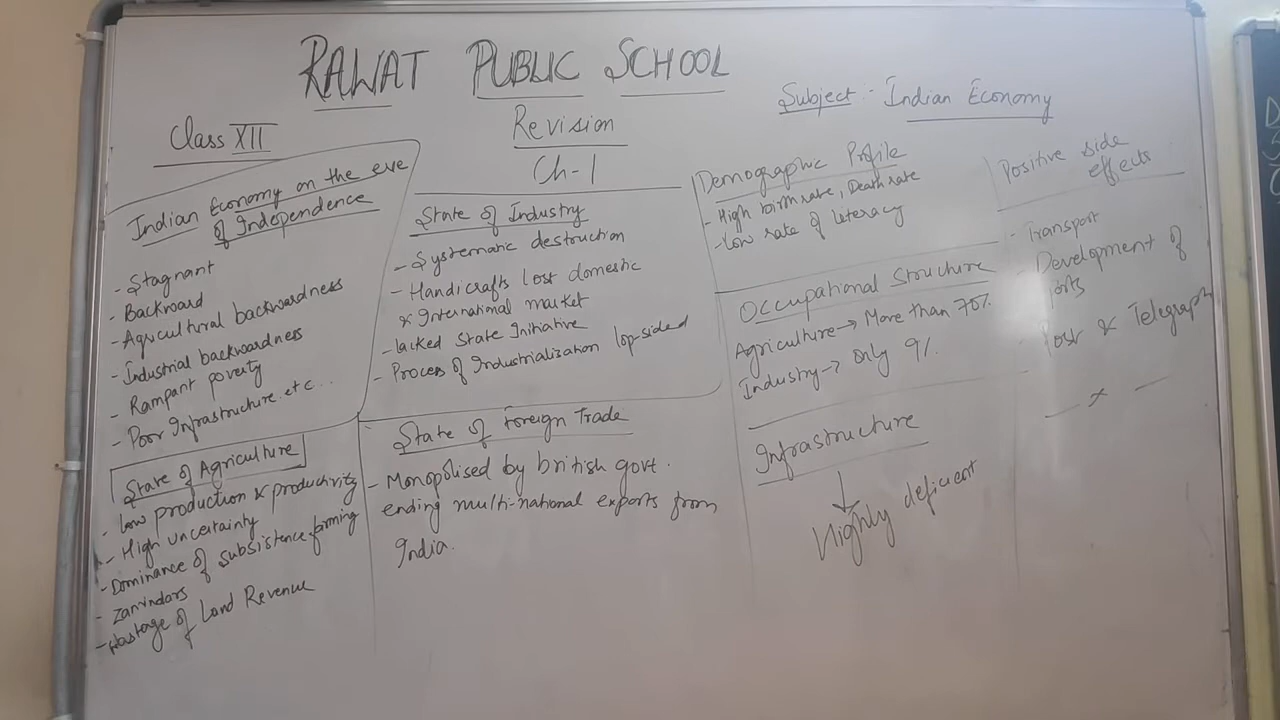 RAWAT PUBLIC SCHOOL
Subject:- Indian Economy
Class XII
Revision
Ch-1
Indian Economy on the eve
of Independence
- Stagnant
- Backward
- Agricultural backwardness
- Industrial backwardness
- Rampant poverty
- Poor Infrastructure etc...
State of Agriculture
- Low production & productivity
- High uncertainty
- Dominance of subsistence farming
- Zamindars
- Wastage of Land Revenue
State of Industry
- Systematic destruction
- Handicrafts lost domestic
& International market
- lacked State Initiative
- Process of Industrialization lop-sided
State of Foreign Trade
- Monopolised by british govt.
ending multi-national exports from
India.
Demographic Profile
- High birth rate, Death rate
- Low rate of literacy
Occupational Structure
Agriculture → More than 70%
Industry → only 9%
Infrastructure
↓
Highly deficient
Positive side
effects
- Transport
- Development of
Ports
- Post & Telegraph
— x —